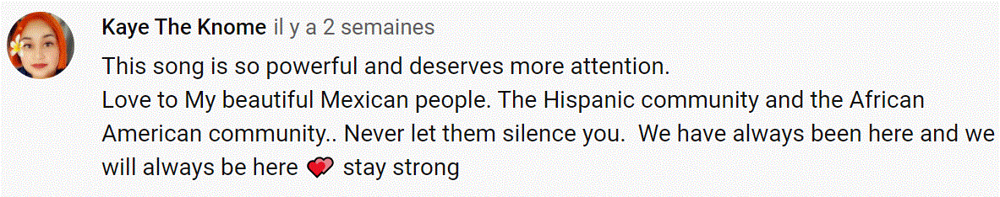 Kaye The Knome il y a 2 semaines
This song is so powerful and deserves more attention.
Love to My beautiful Mexican people. The Hispanic community and the African
American community.. Never let them silence you.  We have always been here and we
will always be here 💕 stay strong